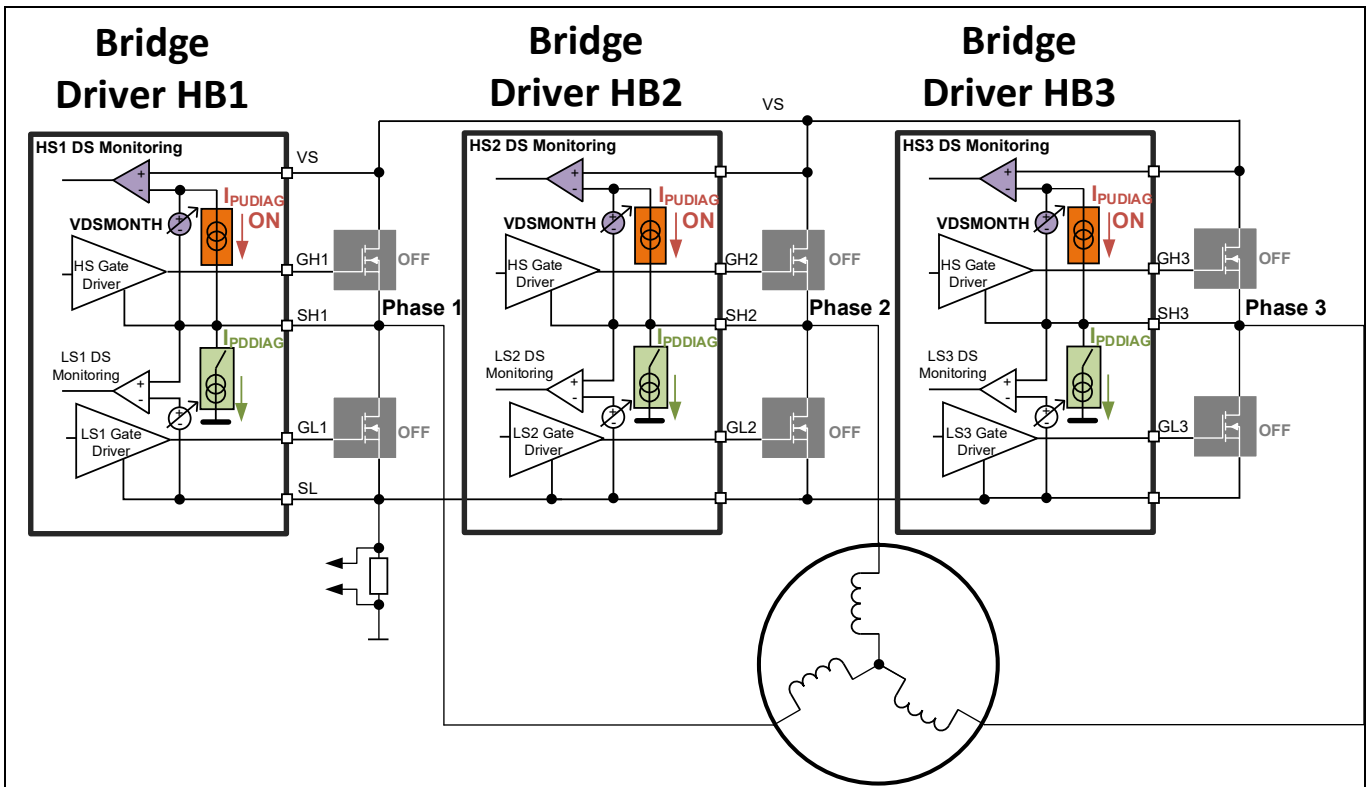 Bridge
Driver HB1
Bridge
Driver HB2
Bridge
Driver HB3
VS
HS1 DS Monitoring
VS
+
-
IPUDIAG
ON
VDSMONTH
+
-
HS Gate
Driver
GH1
OFF
SH1
Phase 1
IPDDIAG
LS1 DS
Monitoring
+
-
+
-
LS1 Gate
Driver
GL1
OFF
SL
HS2 DS Monitoring
+
-
IPUDIAG
ON
VDSMONTH
+
-
HS Gate
Driver
GH2
OFF
SH2
Phase 2
IPDDIAG
LS2 DS
Monitoring
+
-
+
-
LS2 Gate
Driver
GL2
OFF
HS3 DS Monitoring
+
-
IPUDIAG
ON
VDSMONTH
+
-
HS Gate
Driver
GH3
OFF
SH3
Phase 3
IPDDIAG
LS3 DS
Monitoring
+
-
+
-
LS3 Gate
Driver
GL3
OFF